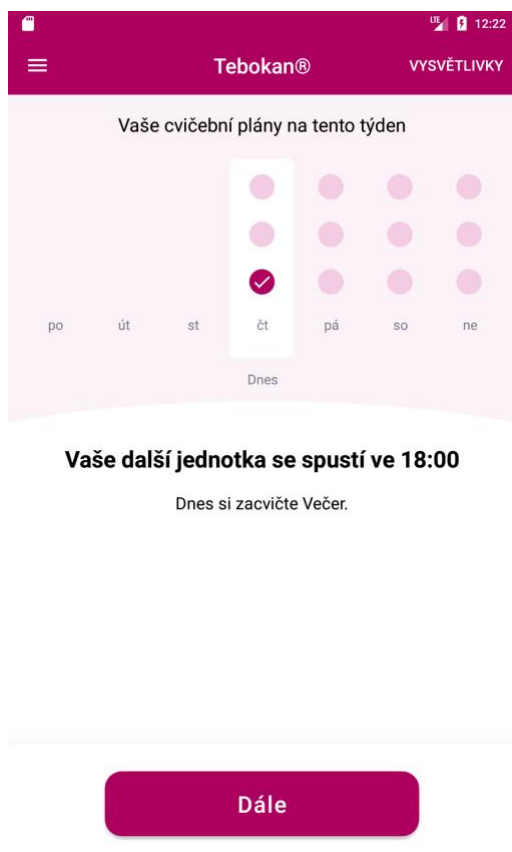 LTE 12:22
Tebokan® VYSVĚTLIVKY
Vaše cvičební plány na tento týden
po út st čt pá so ne
Dnes
Vaše další jednotka se spustí ve 18:00
Dnes si zacvičte Večer.
Dále